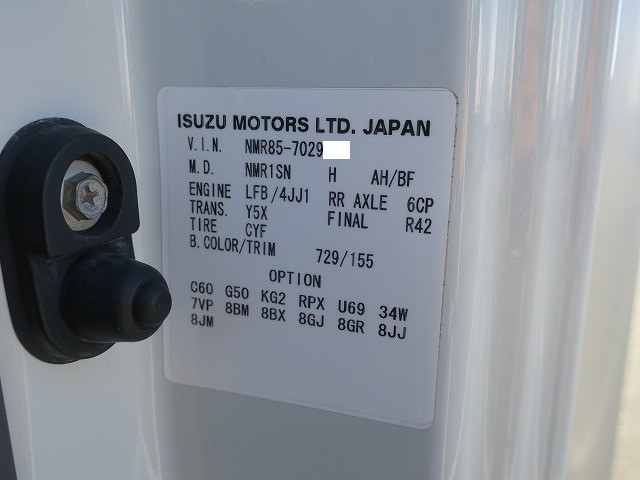 ISUZU MOTORS LTD. JAPAN
V.I.N. NMR85-7029
M.D. NMR1SN H AH/BF
ENGINE LFB/4JJ1 RR AXLE 6CP
TRANS. Y5X FINAL R42
TIRE CYF
B.COLOR/TRIM 729/155
OPTION
C60 G50 KG2 RPX U69 34W
7VP 8BM 8BX 8GJ 8GR 8JJ
8JM